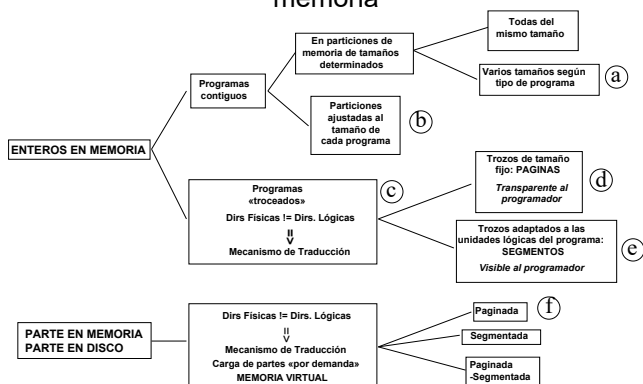 memoria
Todas del
mismo tamaño
En particiones de
memoria de tamaños
determinados
Varios tamaños según
tipo de programa
a
Programas
contiguos
Particiones
ajustadas al
tamaño de
cada programa
b
ENTEROS EN MEMORIA
c
Programas
«troceados»
Dirs Físicas != Dirs. Lógicas
=>
Mecanismo de Traducción
Trozos de tamaño
fijo: PAGINAS
Transparente al
programador
d
Trozos adaptados a las
unidades lógicas del programa:
SEGMENTOS
Visible al programador
e
PARTE EN MEMORIA
PARTE EN DISCO
Dirs Físicas != Dirs. Lógicas
=>
Mecanismo de Traducción
Carga de partes «por demanda»
MEMORIA VIRTUAL
Paginada
f
Segmentada
Paginada
-Segmentada